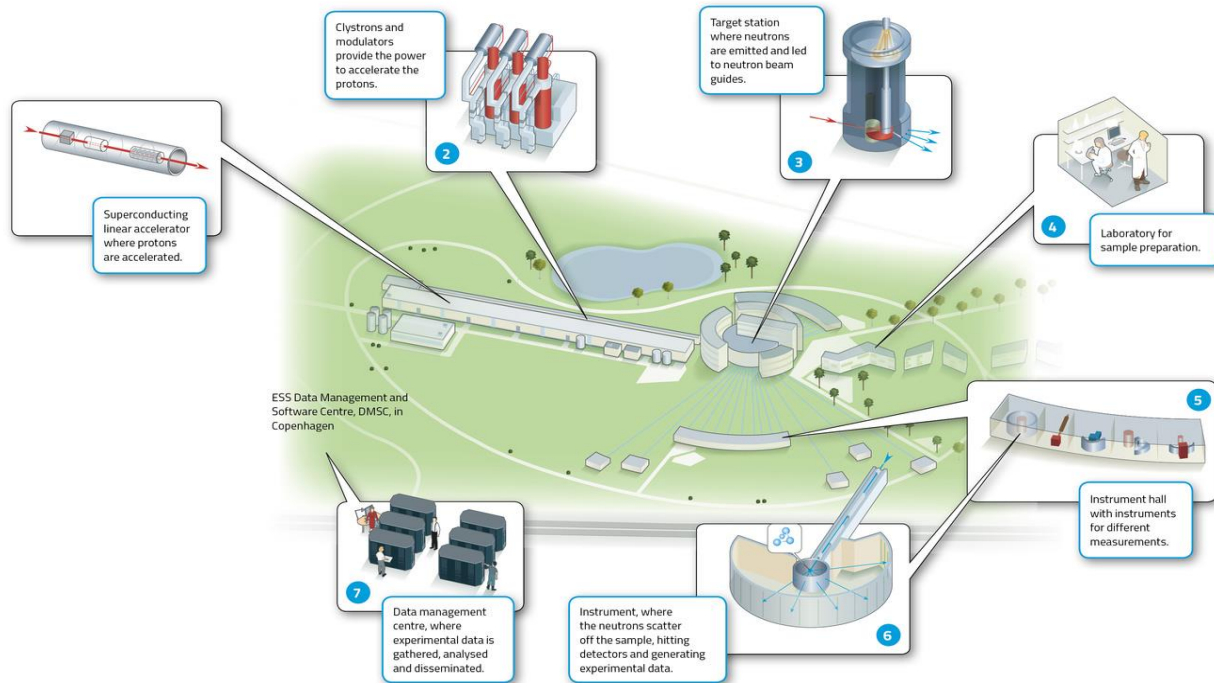 Superconducting
linear accelerator
where protons
are accelerated.
Clystrons and
modulators
provide the power
to accelerate the
protons.
2
Target station
where neutrons
are emitted and led
to neutron beam
guides.
3
4
Laboratory for
sample preparation.
5
Instrument hall
with instruments
for different
measurements.
Instrument, where
the neutrons scatter
off the sample, hitting
detectors and generating
experimental data.
6
ESS Data Management and
Software Centre, DMSC, in
Copenhagen
7
Data management
centre, where
experimental data is
gathered, analysed
and disseminated.